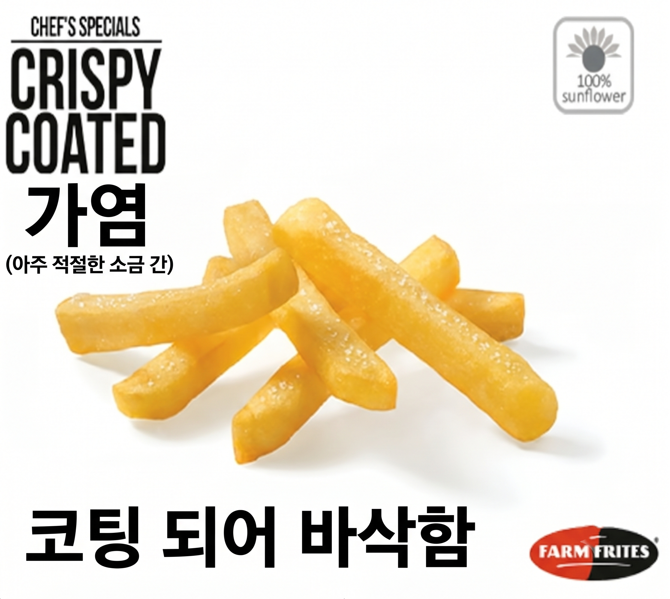 CHEF'S SPECIALS
CRISPY
COATED
가염
(아주 적절한 소금 간)
100%
sunflower
코팅 되어 바삭함
FARM FRITES